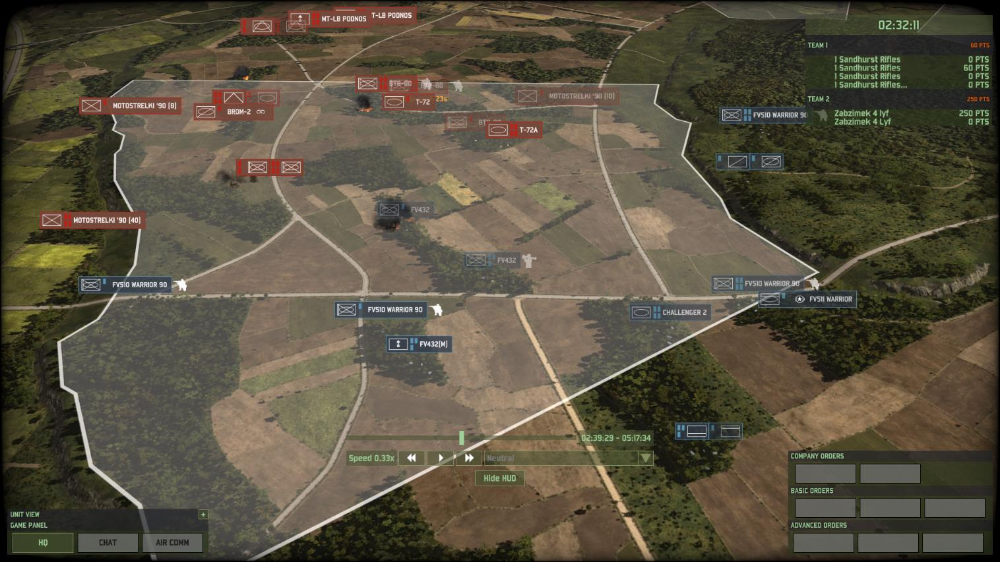 MT-LB PODNOS
T-LB PODNOS
02:32:11
TEAM 1 60 PTS
1 Sandhurst Rifles 0 PTS
1 Sandhurst Rifles 60 PTS
1 Sandhurst Rifles 0 PTS
1 Sandhurst Rifles... 0 PTS
TEAM 2 250 PTS
Zabzimek 4 lyf 250 PTS
Zabzimek 4 Lyf 0 PTS
BTR-80
MOTOSTRELKI '90 (10)
T-72 23s
MOTOSTRELKI '90 (8)
BRDM-2
FV510 WARRIOR 90
T-72A
FV432
MOTOSTRELKI '90 (40)
FV432
FV510 WARRIOR 90
FV510 WARRIOR 90
FV511 WARRIOR
FV510 WARRIOR 90
CHALLENGER 2
FV432(M)
02:39:29 - 05:17:34
Speed 0.33x
Neutral
Hide HUD
UNIT VIEW +
GAME PANEL
HQ
CHAT
AIR COMM
COMPANY ORDERS
BASIC ORDERS
ADVANCED ORDERS